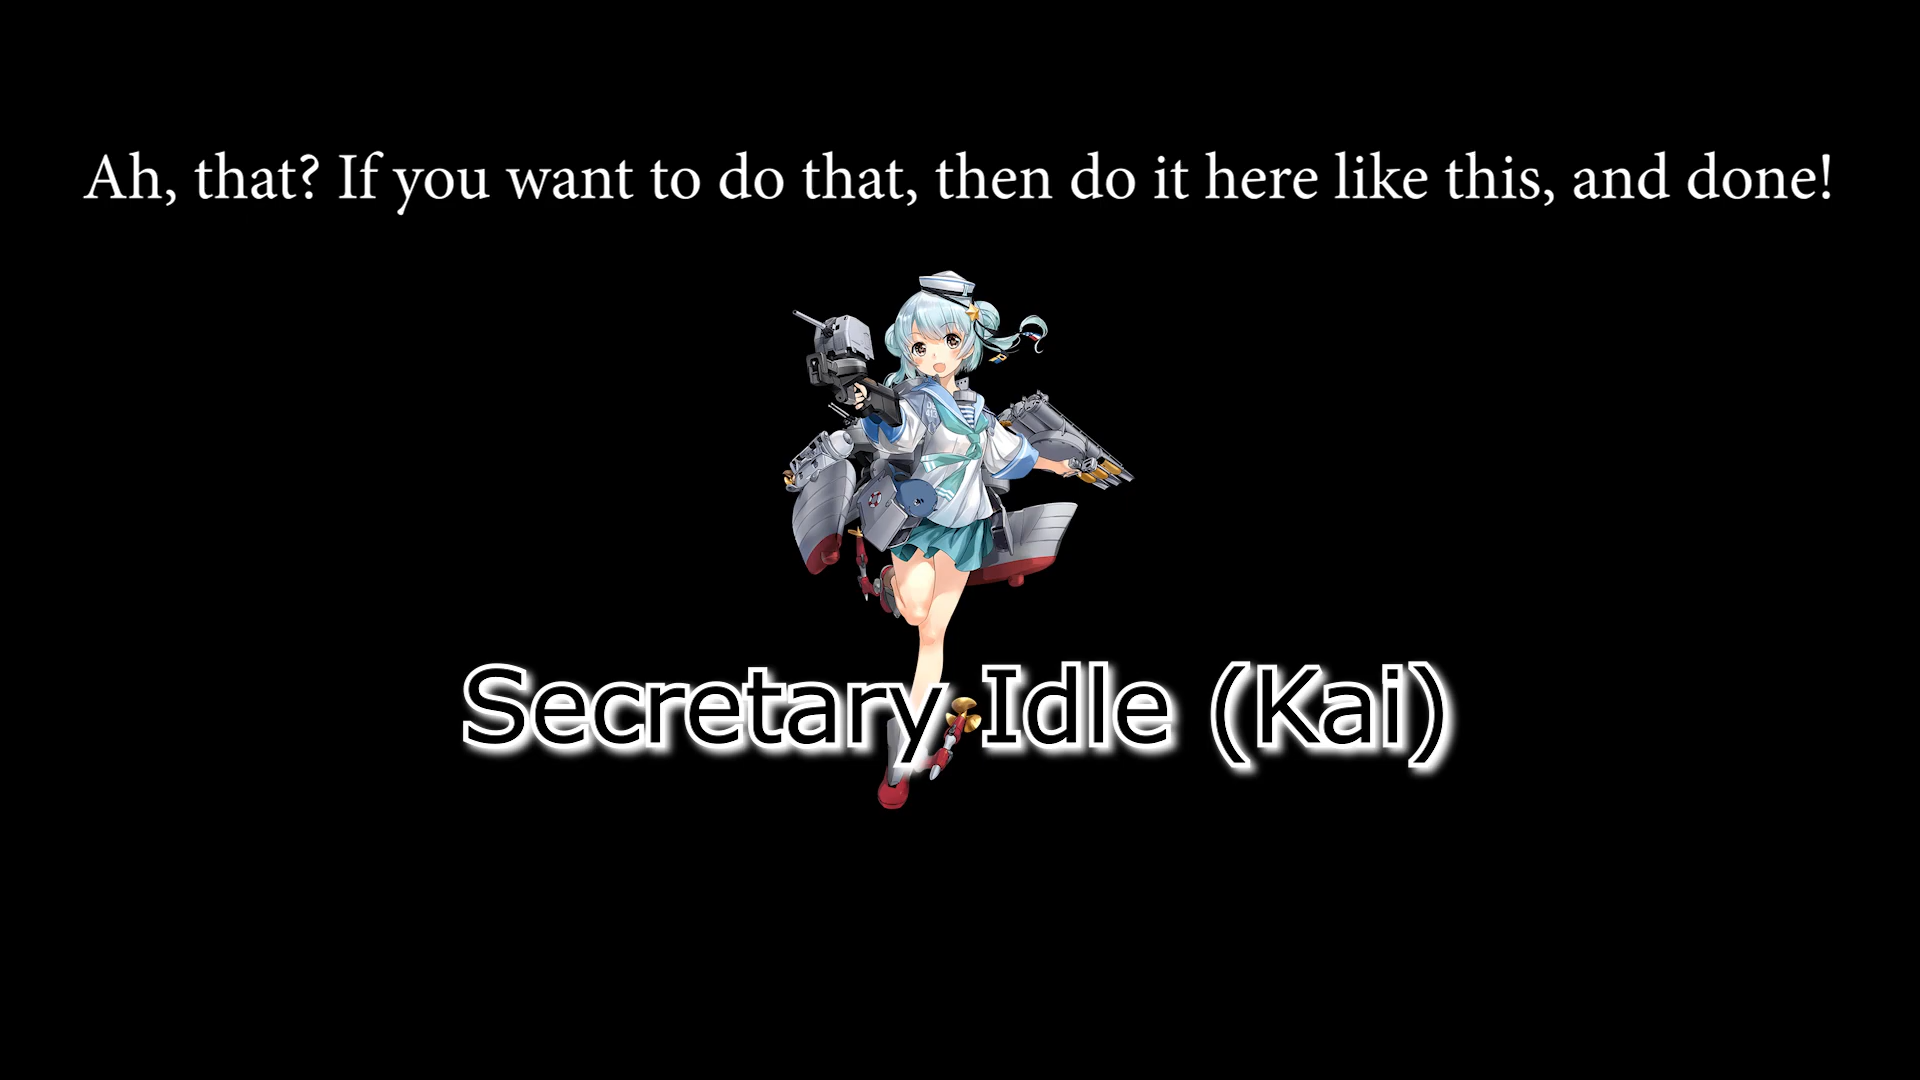 Ah, that? If you want to do that, then do it here like this, and done!
Secretary Idle (Kai)